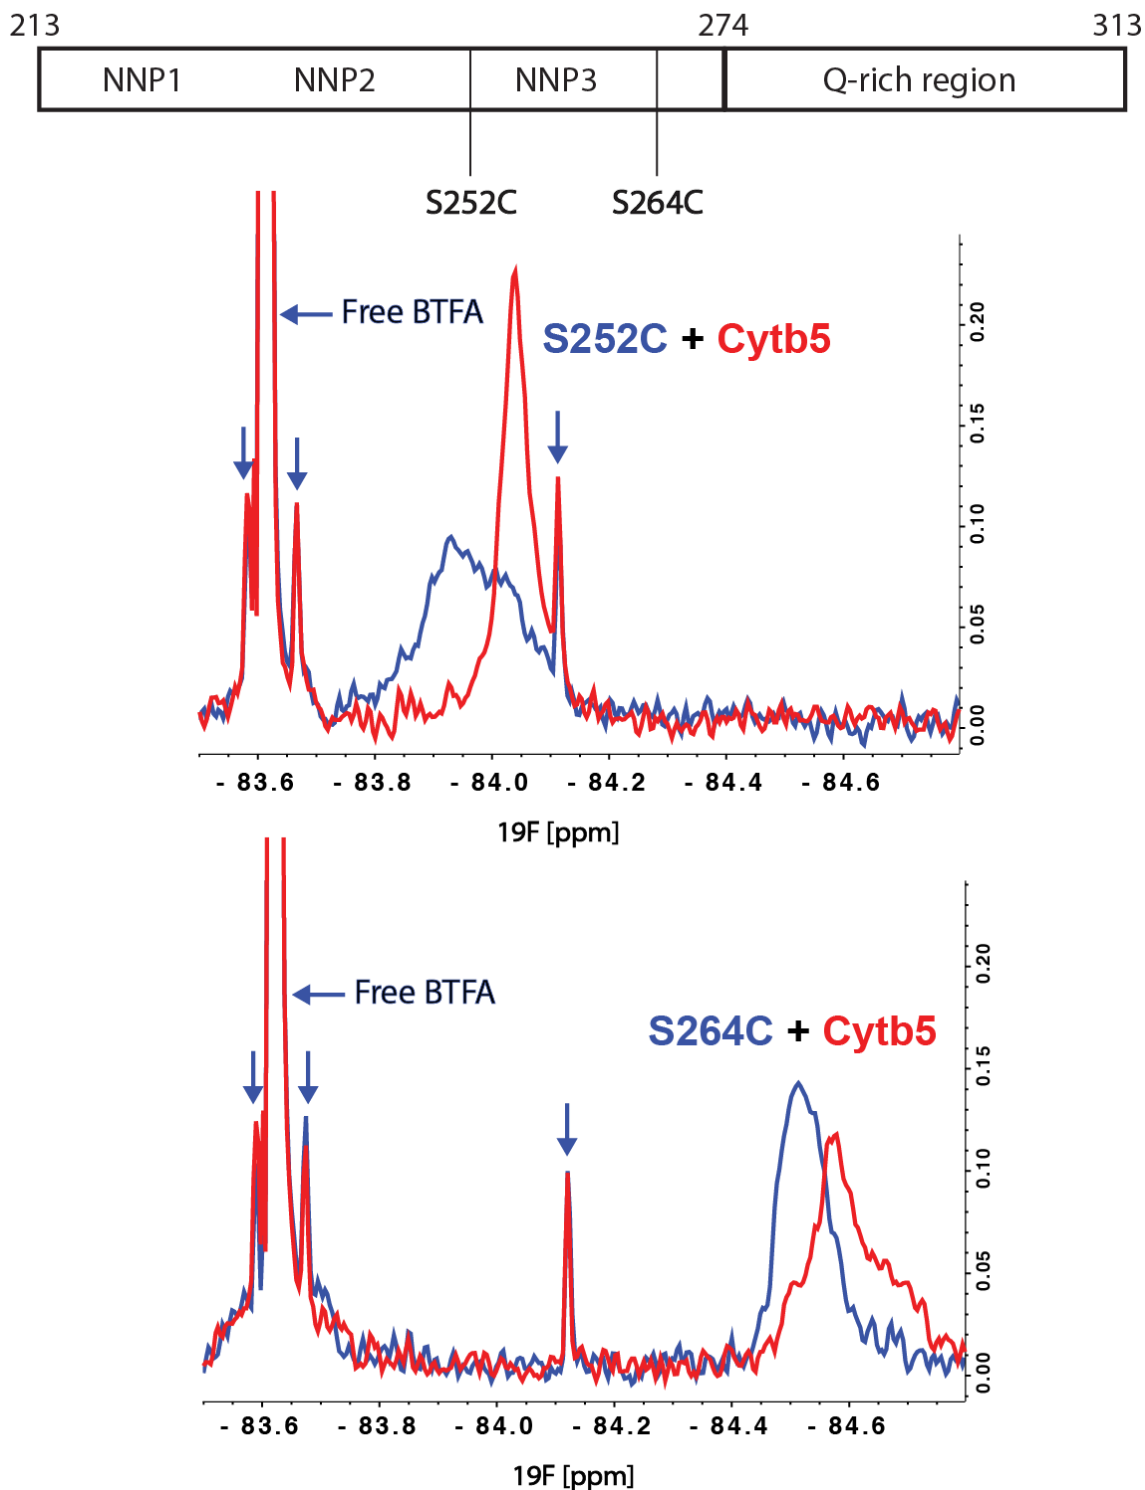 213 274 313
NNP1 NNP2 NNP3 Q-rich region
S252C S264C
Free BTFA
S252C + Cytb5
0.20
0.15
0.10
0.05
0.00
- 83.6 - 83.8 - 84.0 - 84.2 - 84.4 - 84.6
19F [ppm]
Free BTFA
S264C + Cytb5
0.20
0.15
0.10
0.05
0.00
- 83.6 - 83.8 - 84.0 - 84.2 - 84.4 - 84.6
19F [ppm]